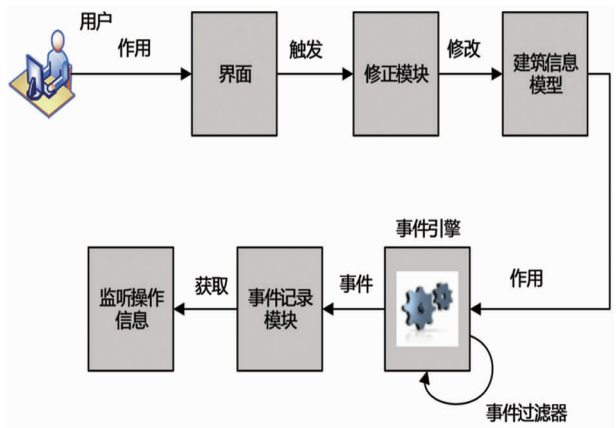 用户
作用
界面
触发
修正模块
修改
建筑信息
模型
作用
事件引擎
事件过滤器
事件
事件记录
模块
获取
监听操作
信息